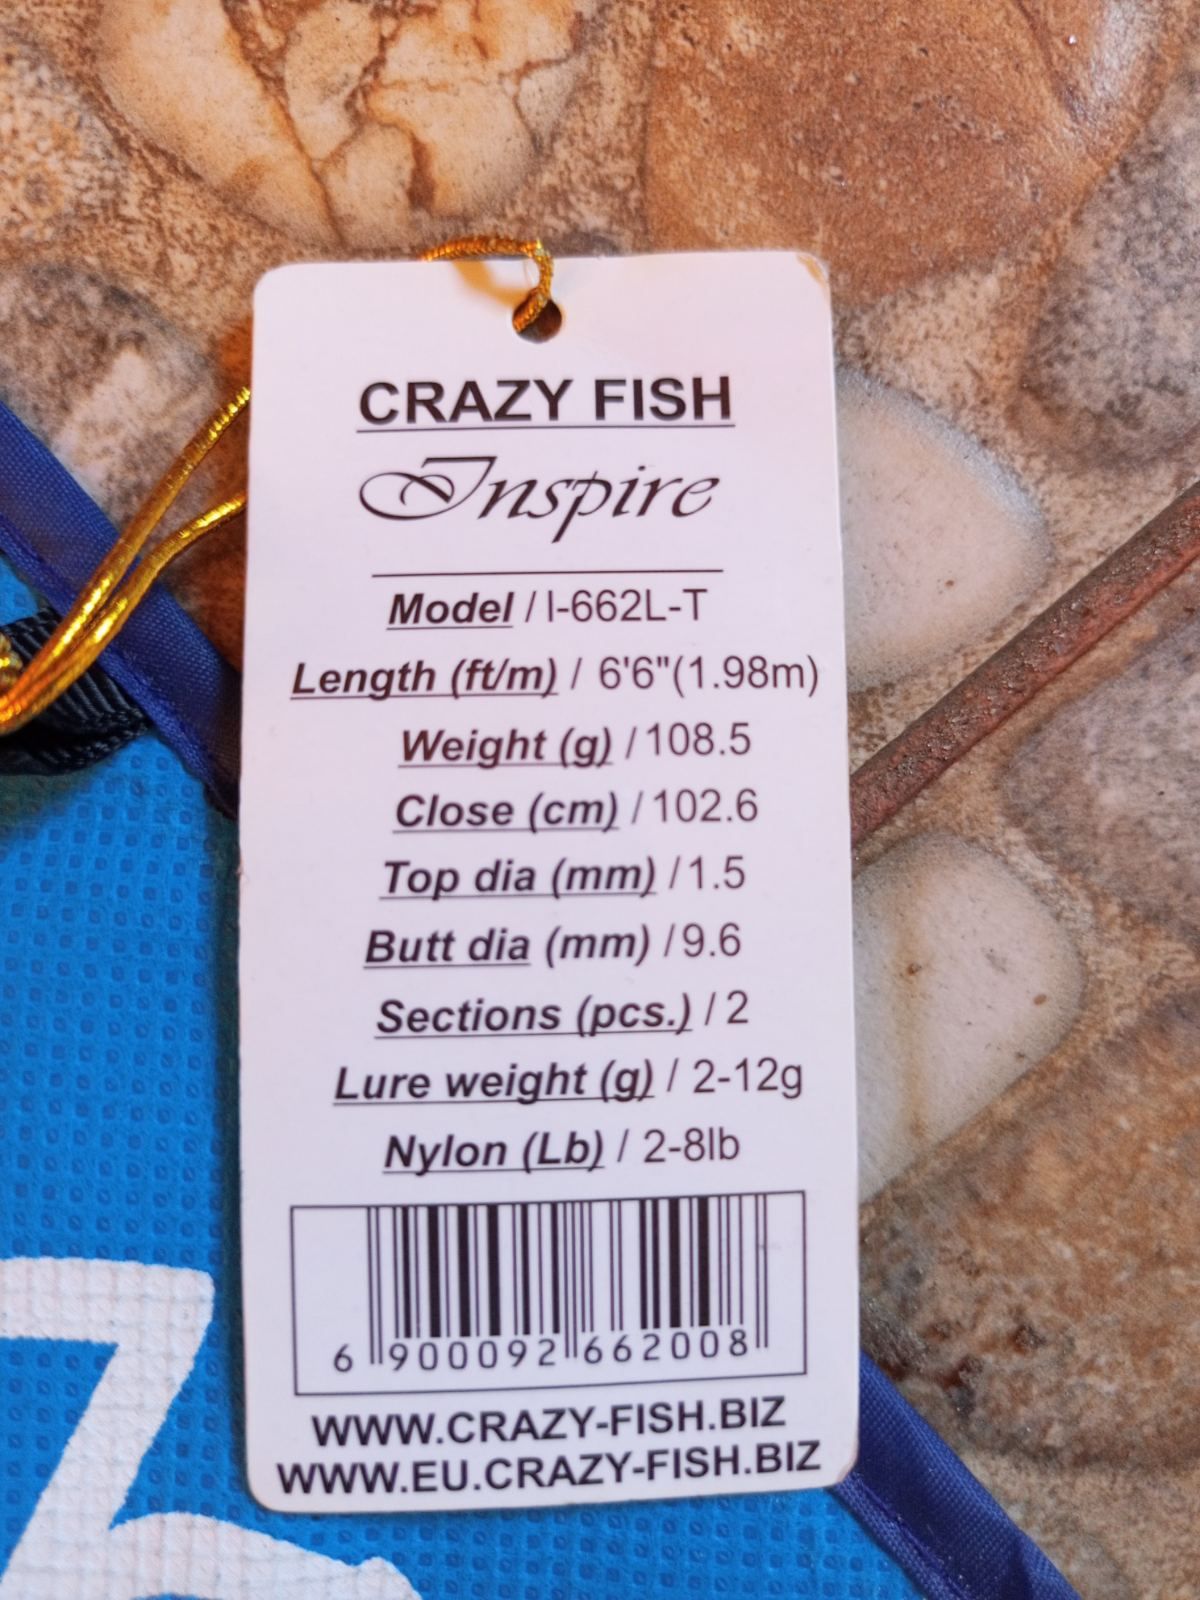 CRAZY FISH
Inspire
Model / I-662L-T
Length (ft/m) / 6'6"(1.98m)
Weight (g) / 108.5
Close (cm) / 102.6
Top dia (mm) / 1.5
Butt dia (mm) / 9.6
Sections (pcs.) / 2
Lure weight (g) / 2-12g
Nylon (Lb) / 2-8lb
6 900092 662008
WWW.CRAZY-FISH.BIZ
WWW.EU.CRAZY-FISH.BIZ